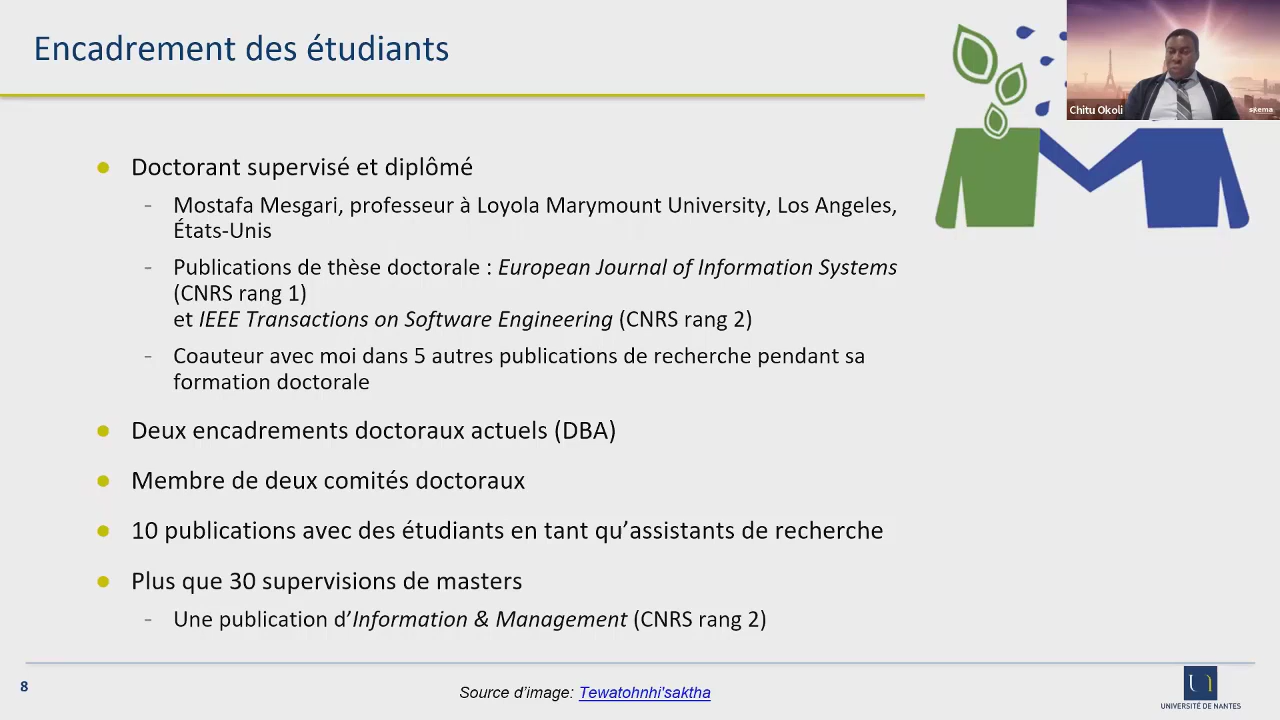 Encadrement des étudiants
Chitu Okoli
skema
● Doctorant supervisé et diplômé
- Mostafa Mesgari, professeur à Loyola Marymount University, Los Angeles,
États-Unis
- Publications de thèse doctorale : European Journal of Information Systems
(CNRS rang 1)
et IEEE Transactions on Software Engineering (CNRS rang 2)
- Coauteur avec moi dans 5 autres publications de recherche pendant sa
formation doctorale
● Deux encadrements doctoraux actuels (DBA)
● Membre de deux comités doctoraux
● 10 publications avec des étudiants en tant qu’assistants de recherche
● Plus que 30 supervisions de masters
- Une publication d’Information & Management (CNRS rang 2)
8
Source d’image: Tewatohnhi'saktha
UNIVERSITÉ DE NANTES